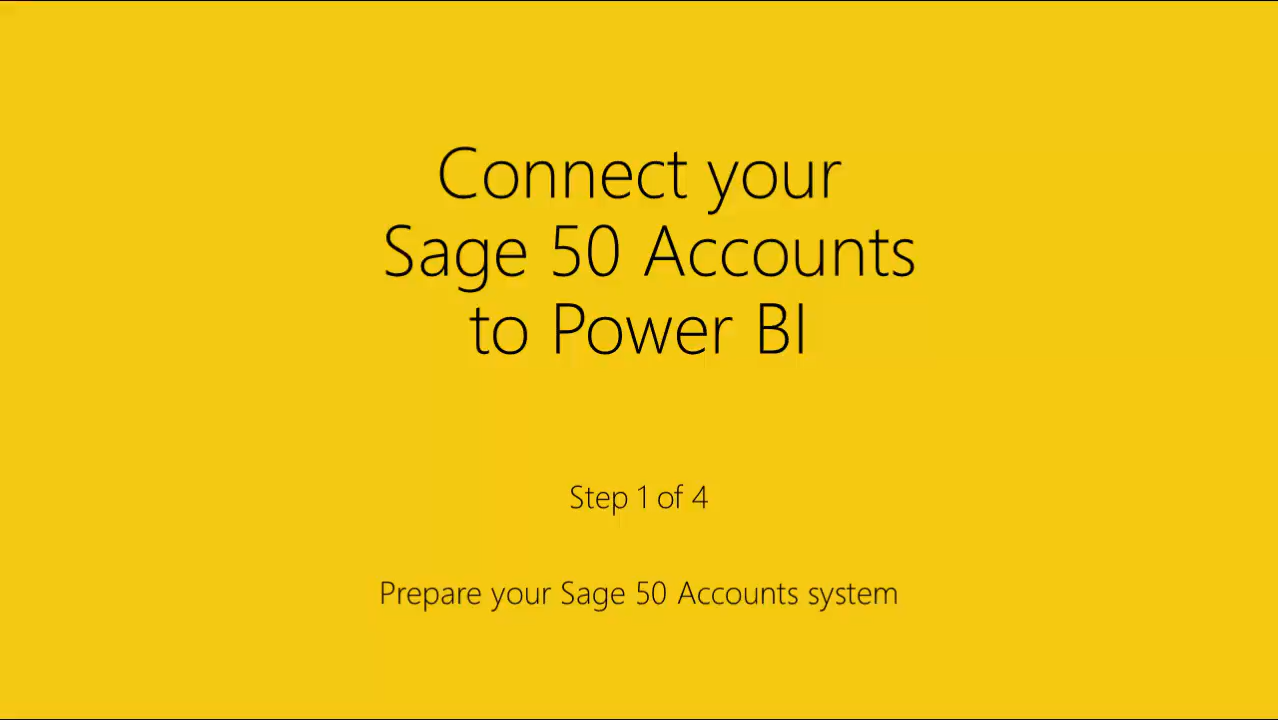 Connect your
Sage 50 Accounts
to Power BI
Step 1 of 4
Prepare your Sage 50 Accounts system